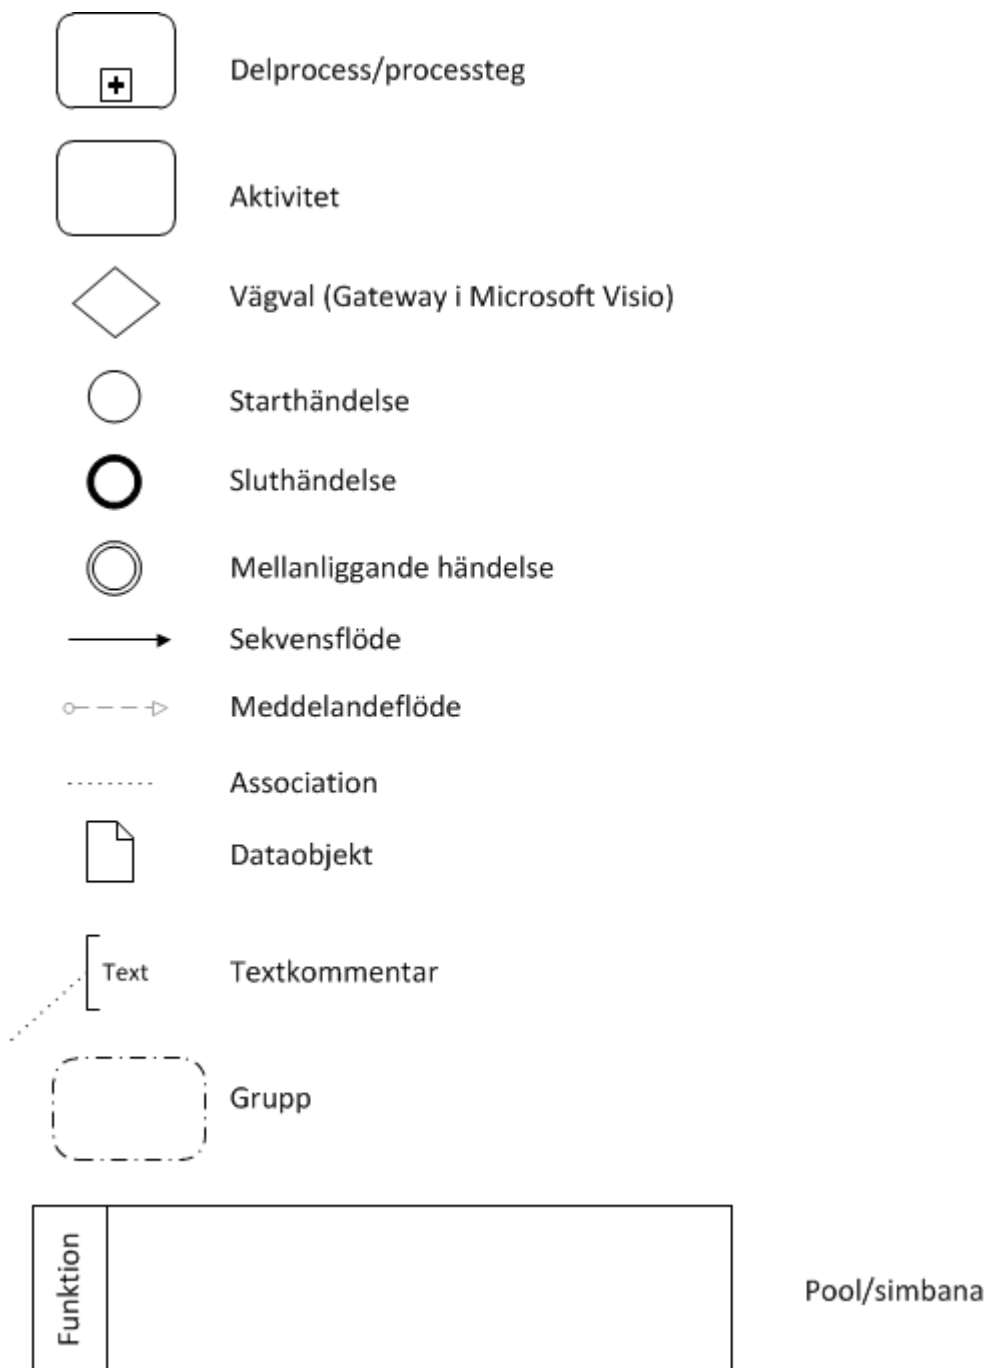 Delprocess/processteg
Aktivitet
Vägval (Gateway i Microsoft Visio)
Starthändelse
Sluthändelse
Mellanliggande händelse
Sekvensflöde
Meddelandeflöde
Association
Dataobjekt
Text
Textkommentar
Grupp
Funktion
Pool/simbana